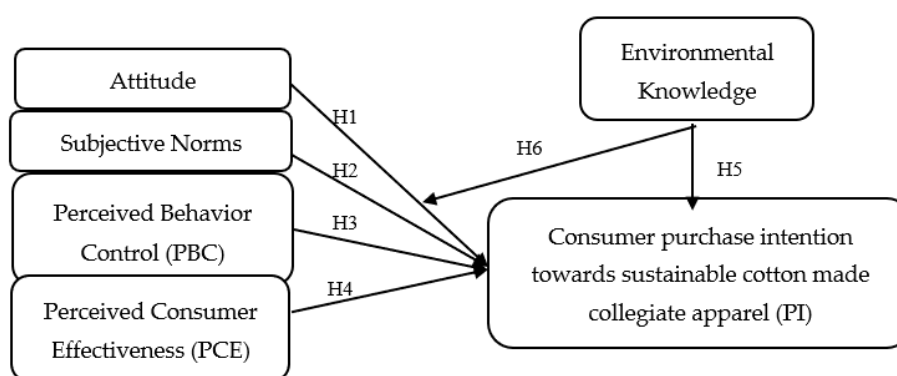 Attitude
Subjective Norms
Perceived Behavior
Control (PBC)
Perceived Consumer
Effectiveness (PCE)
H1
H2
H3
H4
Environmental
Knowledge
H6
H5
Consumer purchase intention
towards sustainable cotton made
collegiate apparel (PI)